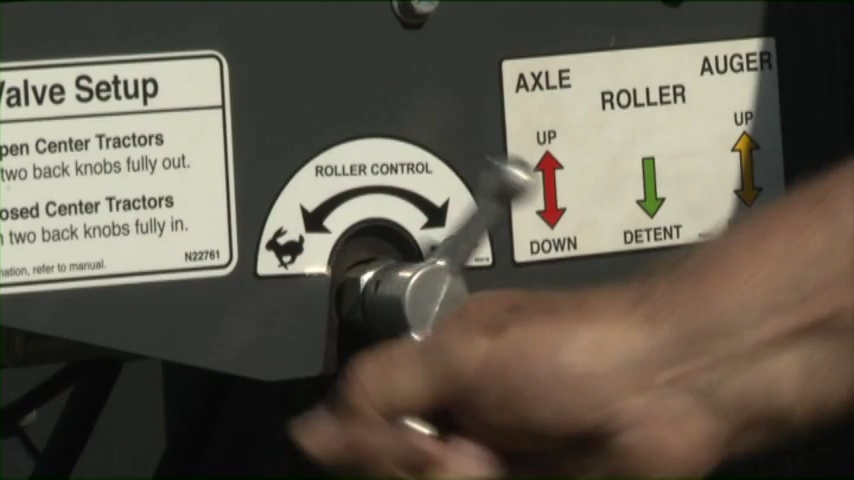 Valve Setup
pen Center Tractors
two back knobs fully out.
osed Center Tractors
two back knobs fully in.
ation, refer to manual.
N22761
ROLLER CONTROL
AXLE
ROLLER
AUGER
UP
UP
DOWN
DETENT